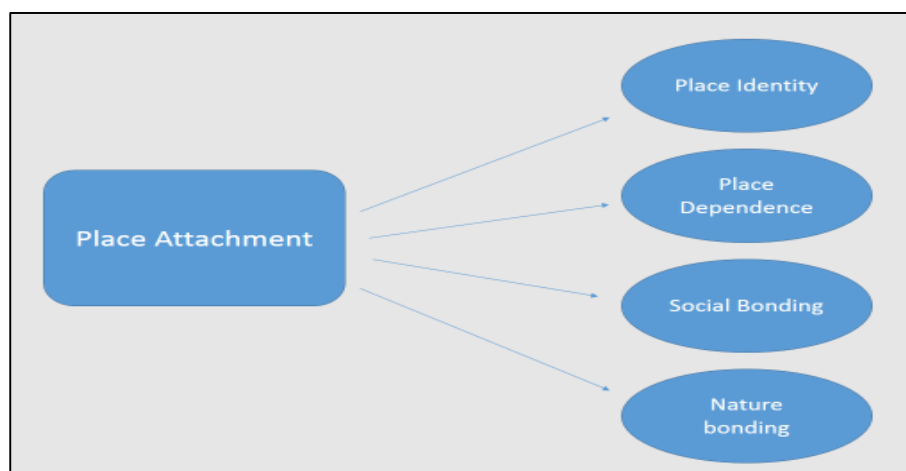 Place Attachment
Place Identity
Place
Dependence
Social Bonding
Nature
bonding